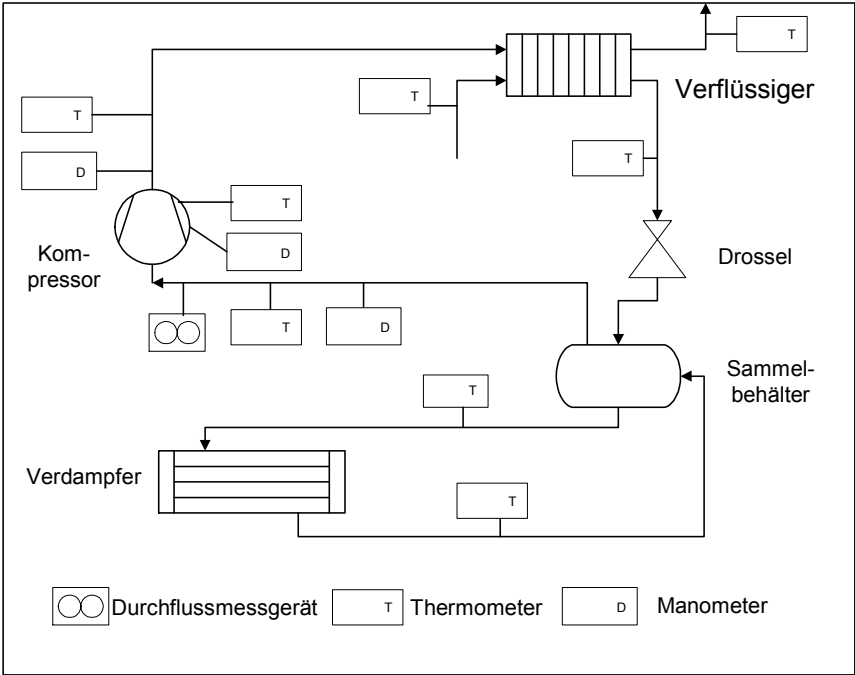 T
T
Verflüssiger
T
T
D
T
Kom-
pressor
D
Drossel
T
D
Sammel-
behälter
T
Verdampfer
T
Durchflussmessgerät
T
Thermometer
D
Manometer